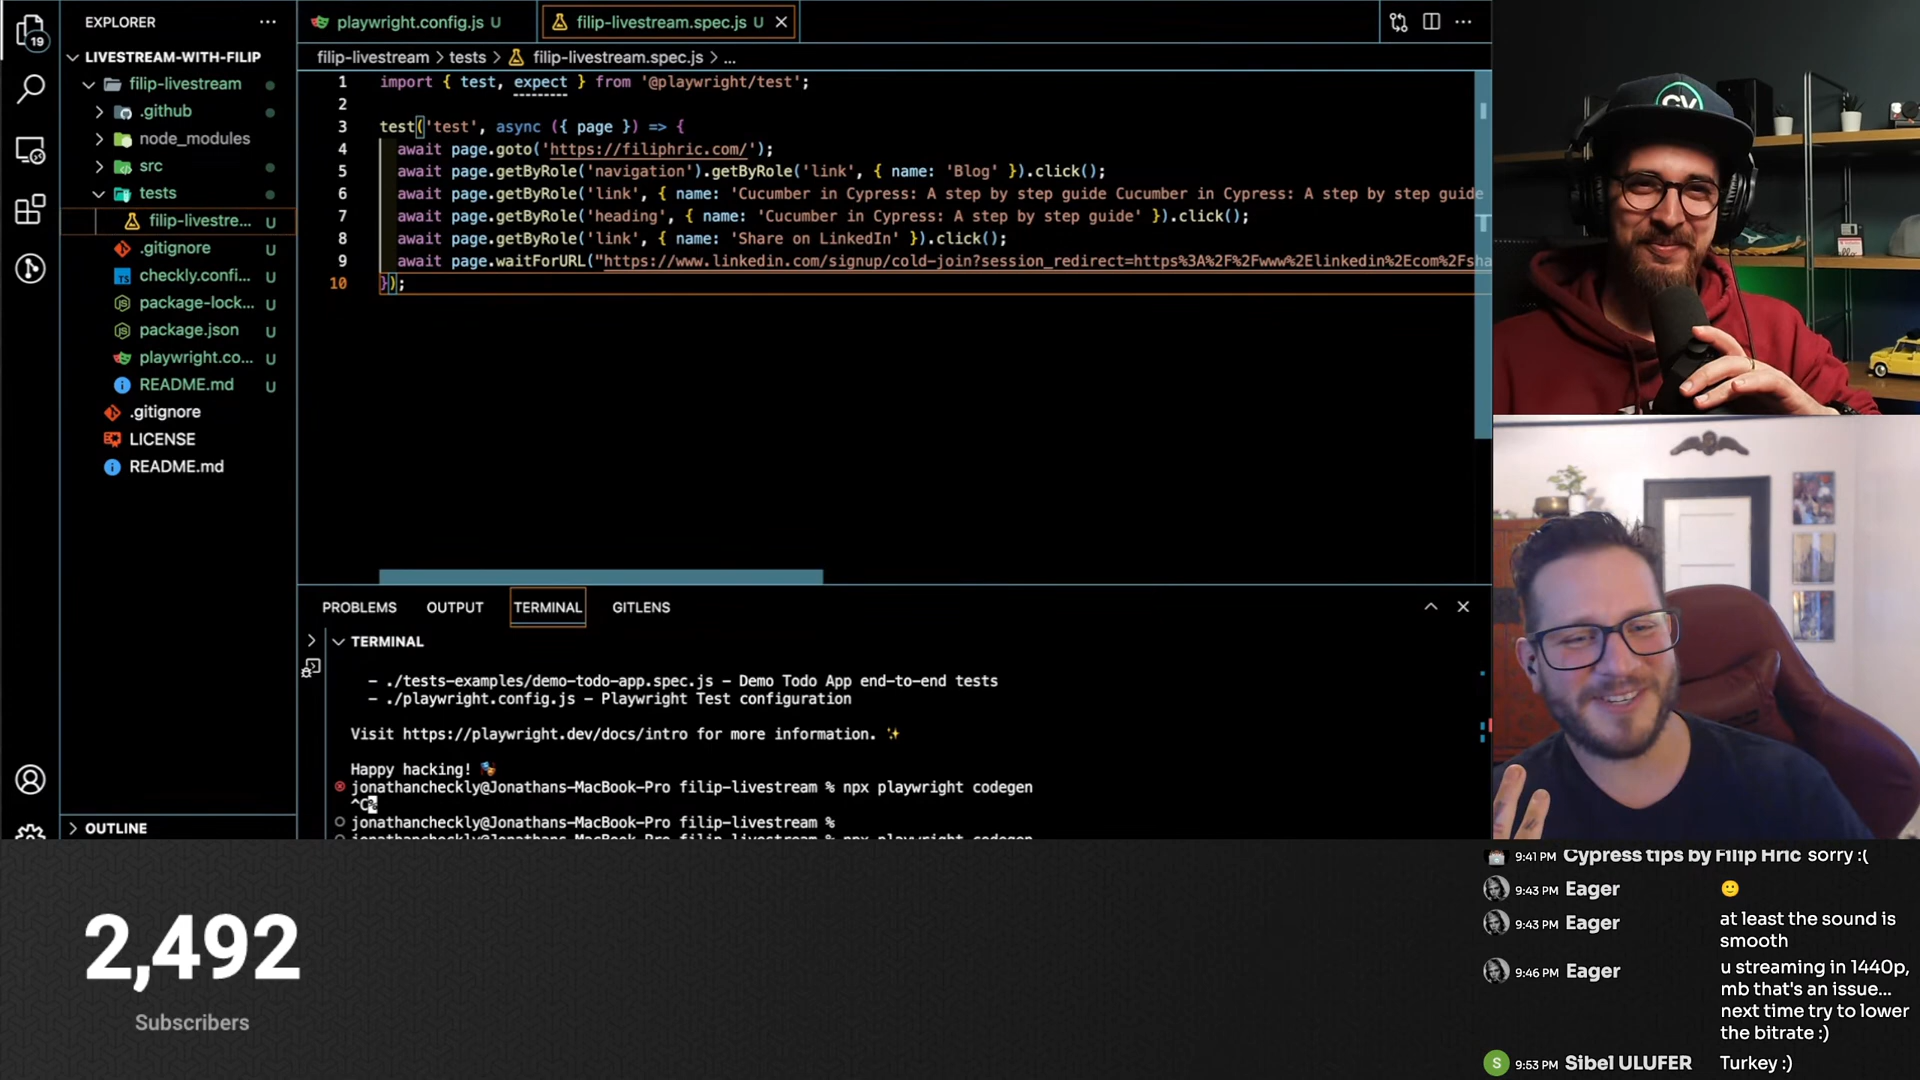 EXPLORER
19
LIVESTREAM-WITH-FILIP
filip-livestream
.github
node_modules
src
tests
filip-livestre... U
.gitignore U
checkly.confi... U
package-lock... U
package.json U
playwright.co... U
README.md U
.gitignore
LICENSE
README.md
OUTLINE
playwright.config.js U
filip-livestream.spec.js U
filip-livestream > tests > filip-livestream.spec.js > ...
1 import { test, expect } from '@playwright/test';
2
3 test('test', async ({ page }) => {
4 await page.goto('https://filiphric.com/');
5 await page.getByRole('navigation').getByRole('link', { name: 'Blog' }).click();
6 await page.getByRole('link', { name: 'Cucumber in Cypress: A step by step guide Cucumber in Cypress: A step by step guide
7 await page.getByRole('heading', { name: 'Cucumber in Cypress: A step by step guide' }).click();
8 await page.getByRole('link', { name: 'Share on LinkedIn' }).click();
9 await page.waitForURL("https://www.linkedin.com/signup/cold-join?session_redirect=https%3A%2F%2Fwww%2Elinkedin%2Ecom%2Fsha
10 });
PROBLEMS OUTPUT TERMINAL GITLENS
TERMINAL
- ./tests-examples/demo-todo-app.spec.js - Demo Todo App end-to-end tests
- ./playwright.config.js - Playwright Test configuration
Visit https://playwright.dev/docs/intro for more information. ✨
Happy hacking! 🎭
jonathancheckly@Jonathans-MacBook-Pro filip-livestream % npx playwright codegen
^C%
jonathancheckly@Jonathans-MacBook-Pro filip-livestream %
jonathancheckly@Jonathans-MacBook-Pro filip-livestream % npx playwright codegen
2,492
Subscribers
9:41 PM Cypress tips by Filip Hric sorry :(
9:43 PM Eager 🙂
9:43 PM Eager at least the sound is
smooth
9:46 PM Eager u streaming in 1440p,
mb that's an issue...
next time try to lower
the bitrate :)
S 9:53 PM Sibel ULUFER Turkey :)